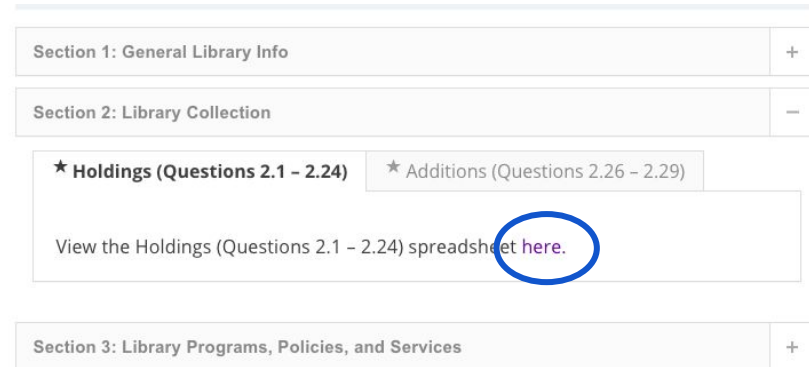 Section 1: General Library Info +
Section 2: Library Collection −
★ Holdings (Questions 2.1 – 2.24) ★ Additions (Questions 2.26 – 2.29)
View the Holdings (Questions 2.1 – 2.24) spreadsheet here.
Section 3: Library Programs, Policies, and Services +